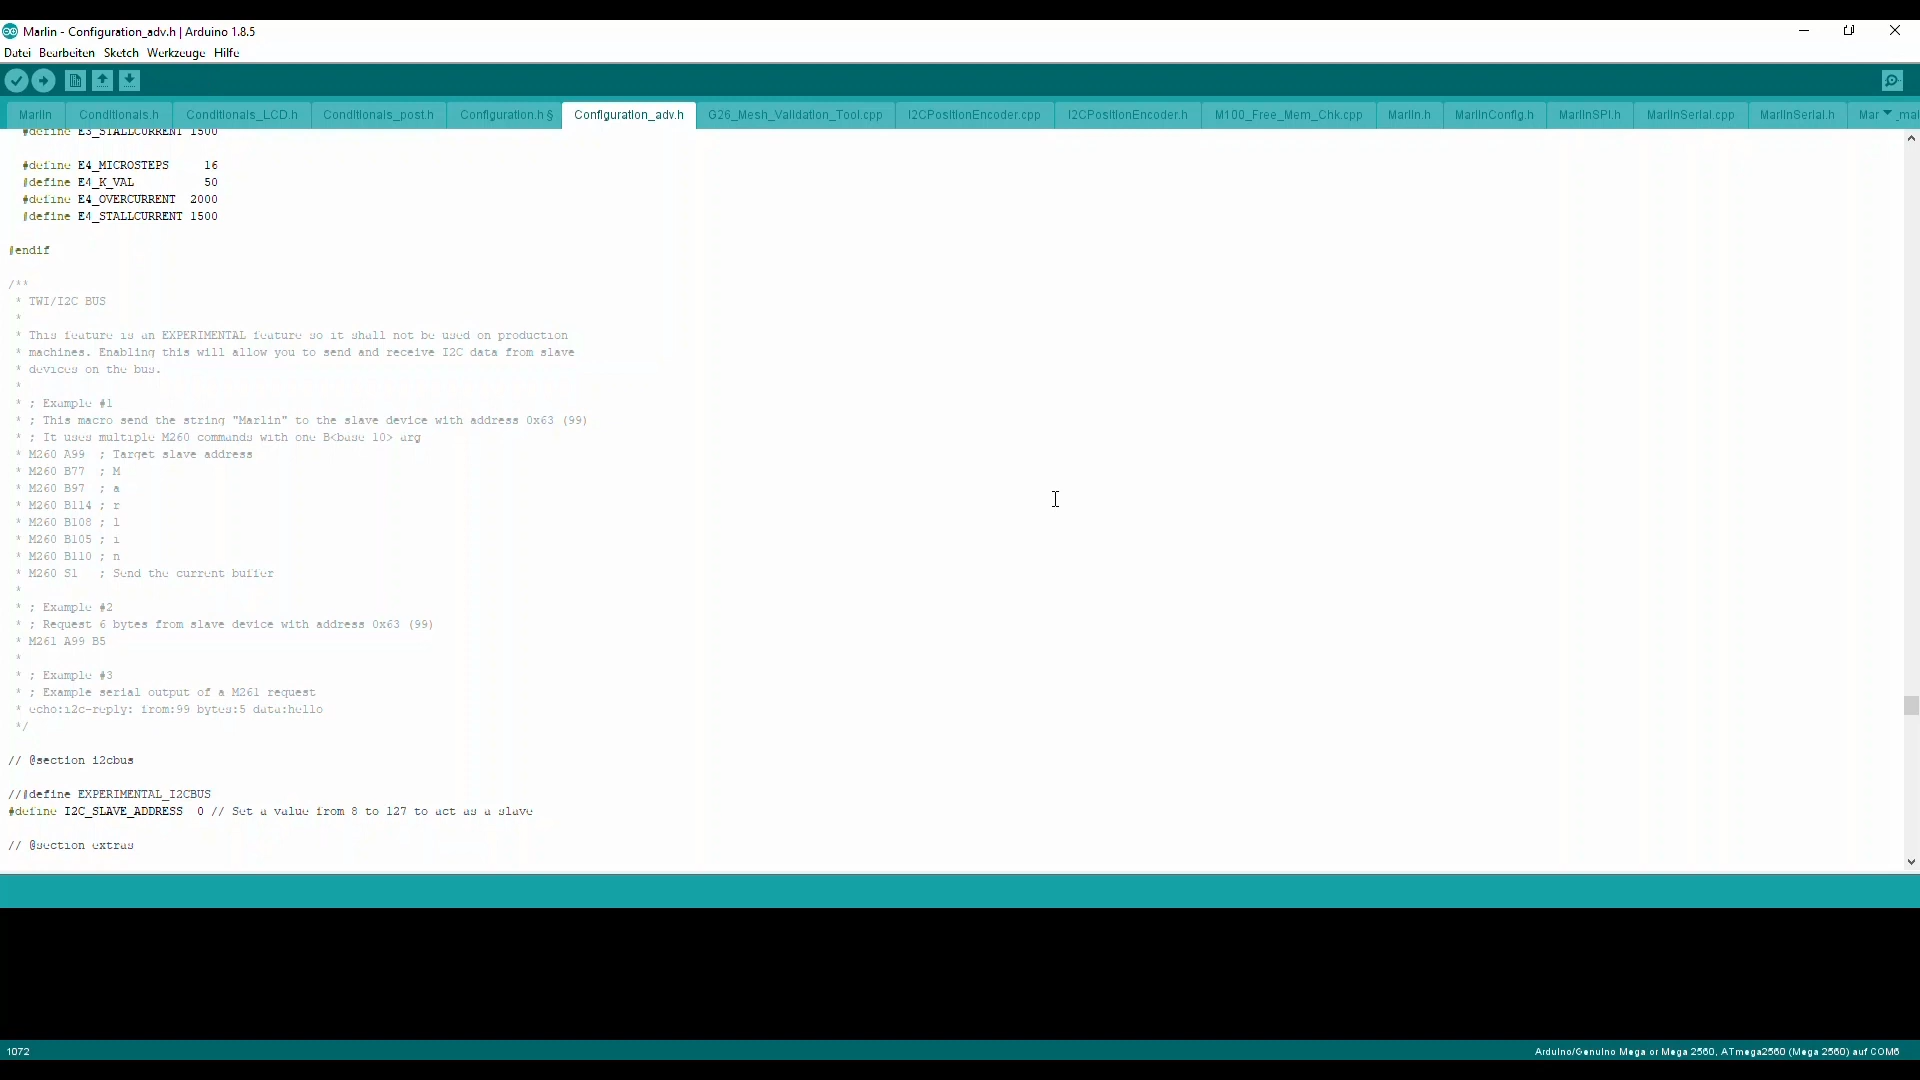 Marlin - Configuration_adv.h | Arduino 1.8.5
Datei Bearbeiten Sketch Werkzeuge Hilfe
Marlin Conditionals.h Conditionals_LCD.h Conditionals_post.h Configuration.h § Configuration_adv.h G26_Mesh_Validation_Tool.cpp I2CPositionEncoder.cpp I2CPositionEncoder.h M100_Free_Mem_Chk.cpp Marlin.h MarlinConfig.h MarlinSPI.h MarlinSerial.cpp MarlinSerial.h Mar _mai
#define E3_STALLCURRENT 1500
#define E4_MICROSTEPS 16
#define E4_K_VAL 50
#define E4_OVERCURRENT 2000
#define E4_STALLCURRENT 1500
#endif
/**
* TWI/I2C BUS
*
* This feature is an EXPERIMENTAL feature so it shall not be used on production
* machines. Enabling this will allow you to send and receive I2C data from slave
* devices on the bus.
*
* ; Example #1
* ; This macro send the string "Marlin" to the slave device with address 0x63 (99)
* ; It uses multiple M260 commands with one B<base 10> arg
* M260 A99 ; Target slave address
* M260 B77 ; M
* M260 B97 ; a
* M260 B114 ; r
* M260 B108 ; l
* M260 B105 ; i
* M260 B110 ; n
* M260 S1 ; Send the current buffer
*
* ; Example #2
* ; Request 6 bytes from slave device with address 0x63 (99)
* M261 A99 B5
*
* ; Example #3
* ; Example serial output of a M261 request
* echo:i2c-reply: from:99 bytes:5 data:hello
*/
// @section i2cbus
//#define EXPERIMENTAL_I2CBUS
#define I2C_SLAVE_ADDRESS 0 // Set a value from 8 to 127 to act as a slave
// @section extras
1072
Arduino/Genuino Mega or Mega 2560, ATmega2560 (Mega 2560) auf COM6